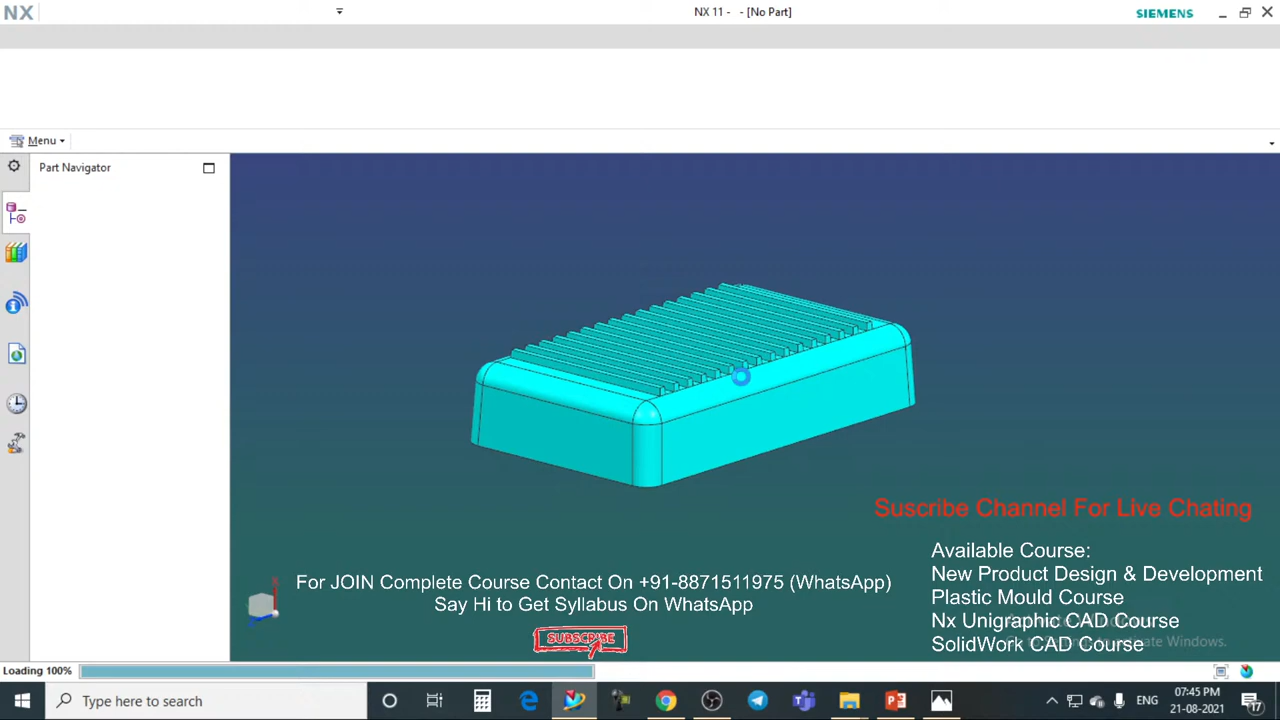 NX
NX 11 - - [No Part]
SIEMENS
Menu
Part Navigator
Suscribe Channel For Live Chating
Available Course:
New Product Design & Development
Plastic Mould Course
Nx Unigraphic CAD Course
SolidWork CAD Course
For JOIN Complete Course Contact On +91-8871511975 (WhatsApp)
Say Hi to Get Syllabus On WhatsApp
SUBSCRIBE
Loading 100%
Type here to search
ENG
07:45 PM
21-08-2021
17